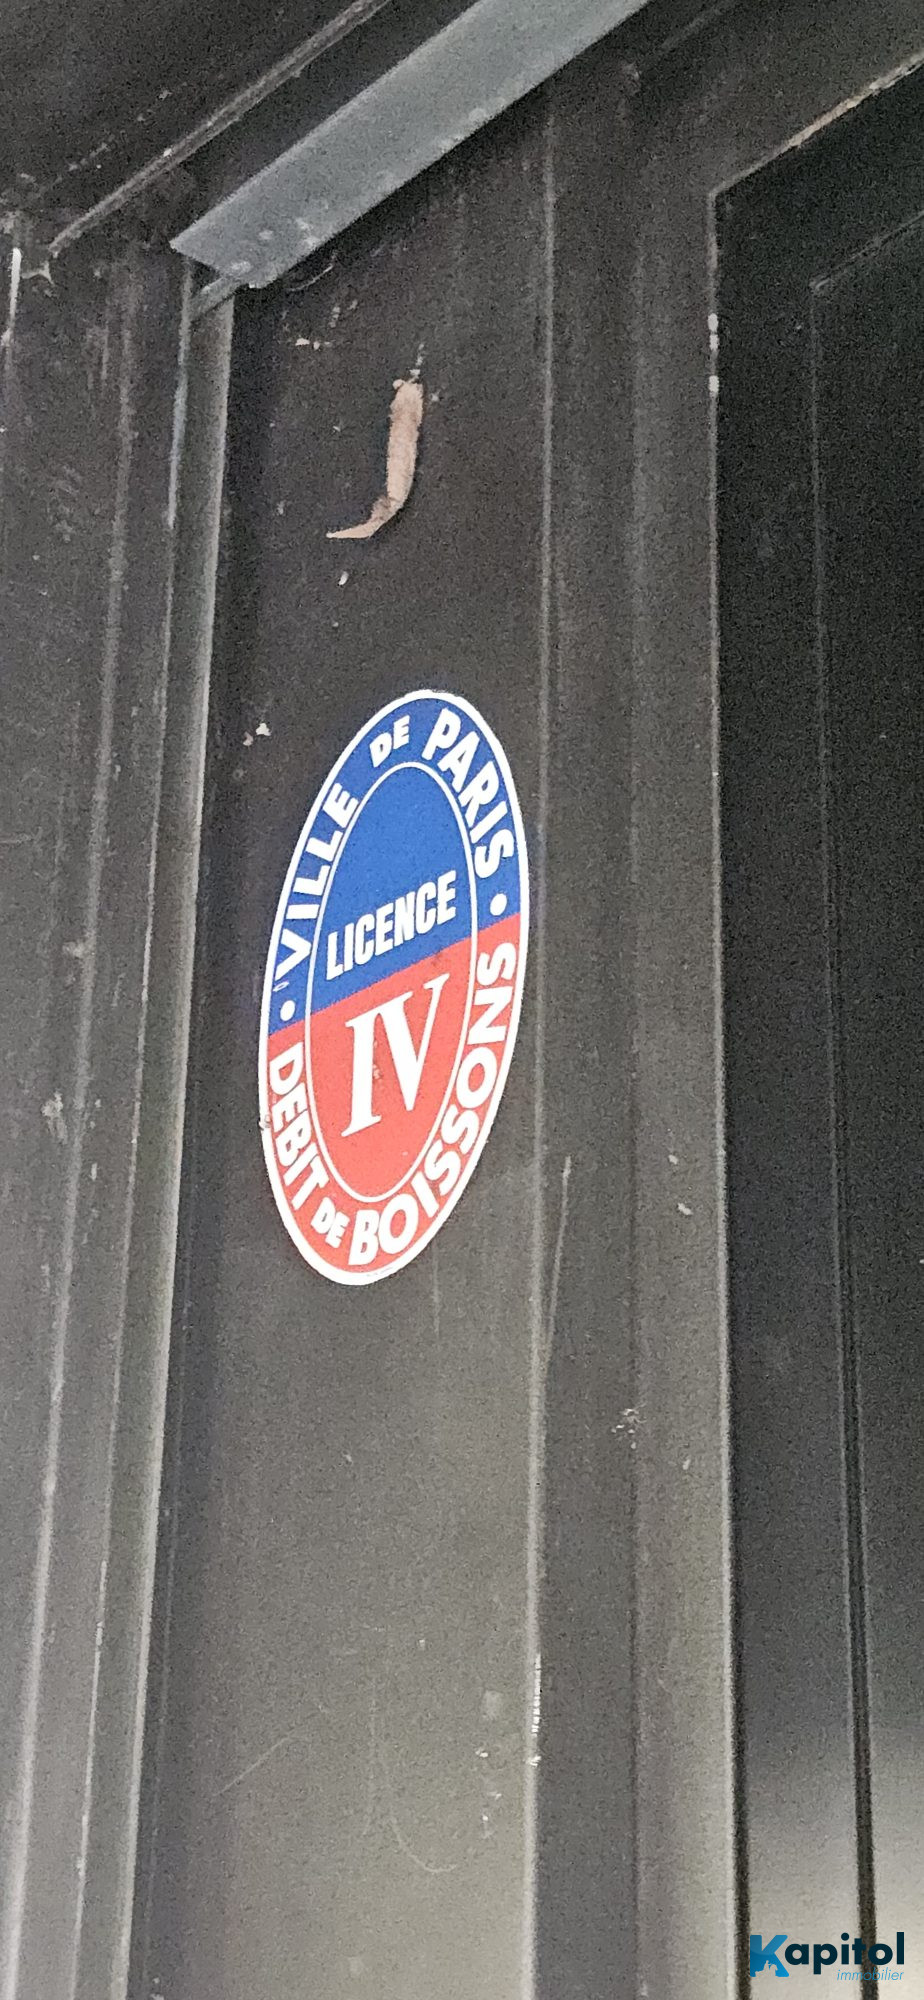 VILLE DE PARIS
LICENCE
IV
DEBIT DE BOISSONS
Kapitol
immobilier